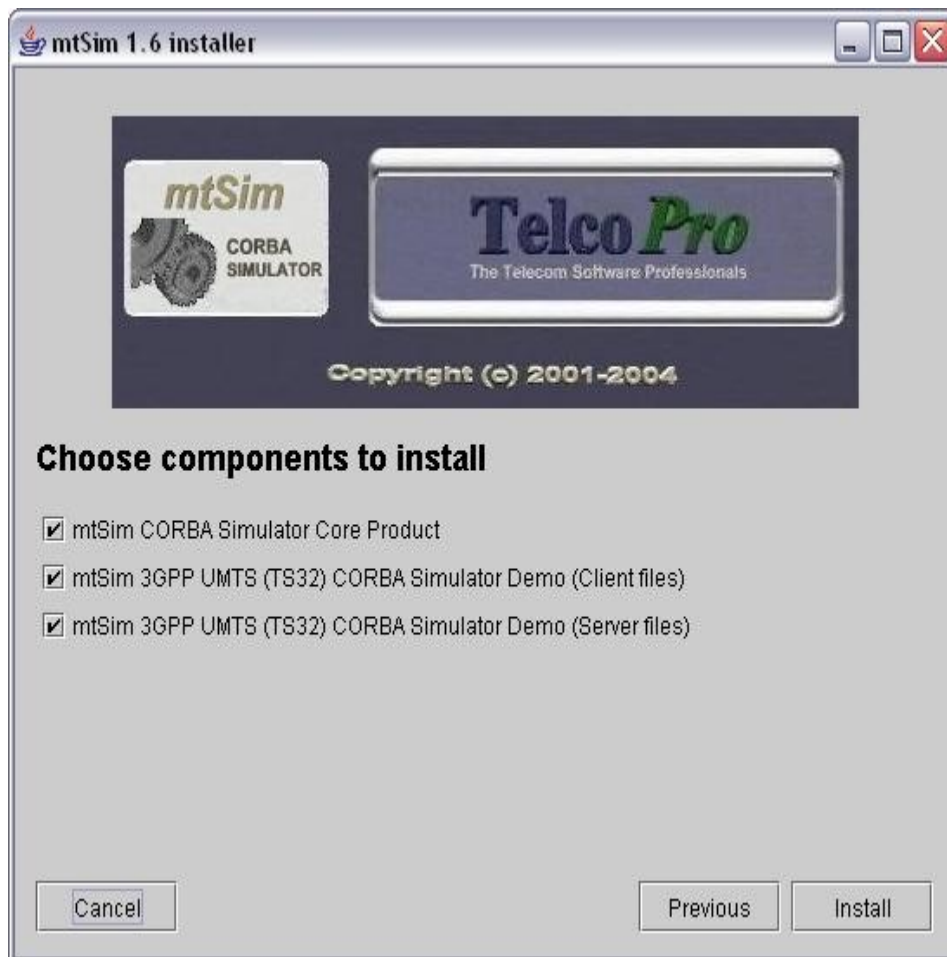 mtSim 1.6 installer
mtSim
CORBA
SIMULATOR
TelcoPro
The Telecom Software Professionals
Copyright (c) 2001-2004
Choose components to install
mtSim CORBA Simulator Core Product
mtSim 3GPP UMTS (TS32) CORBA Simulator Demo (Client files)
mtSim 3GPP UMTS (TS32) CORBA Simulator Demo (Server files)
Cancel
Previous
Install